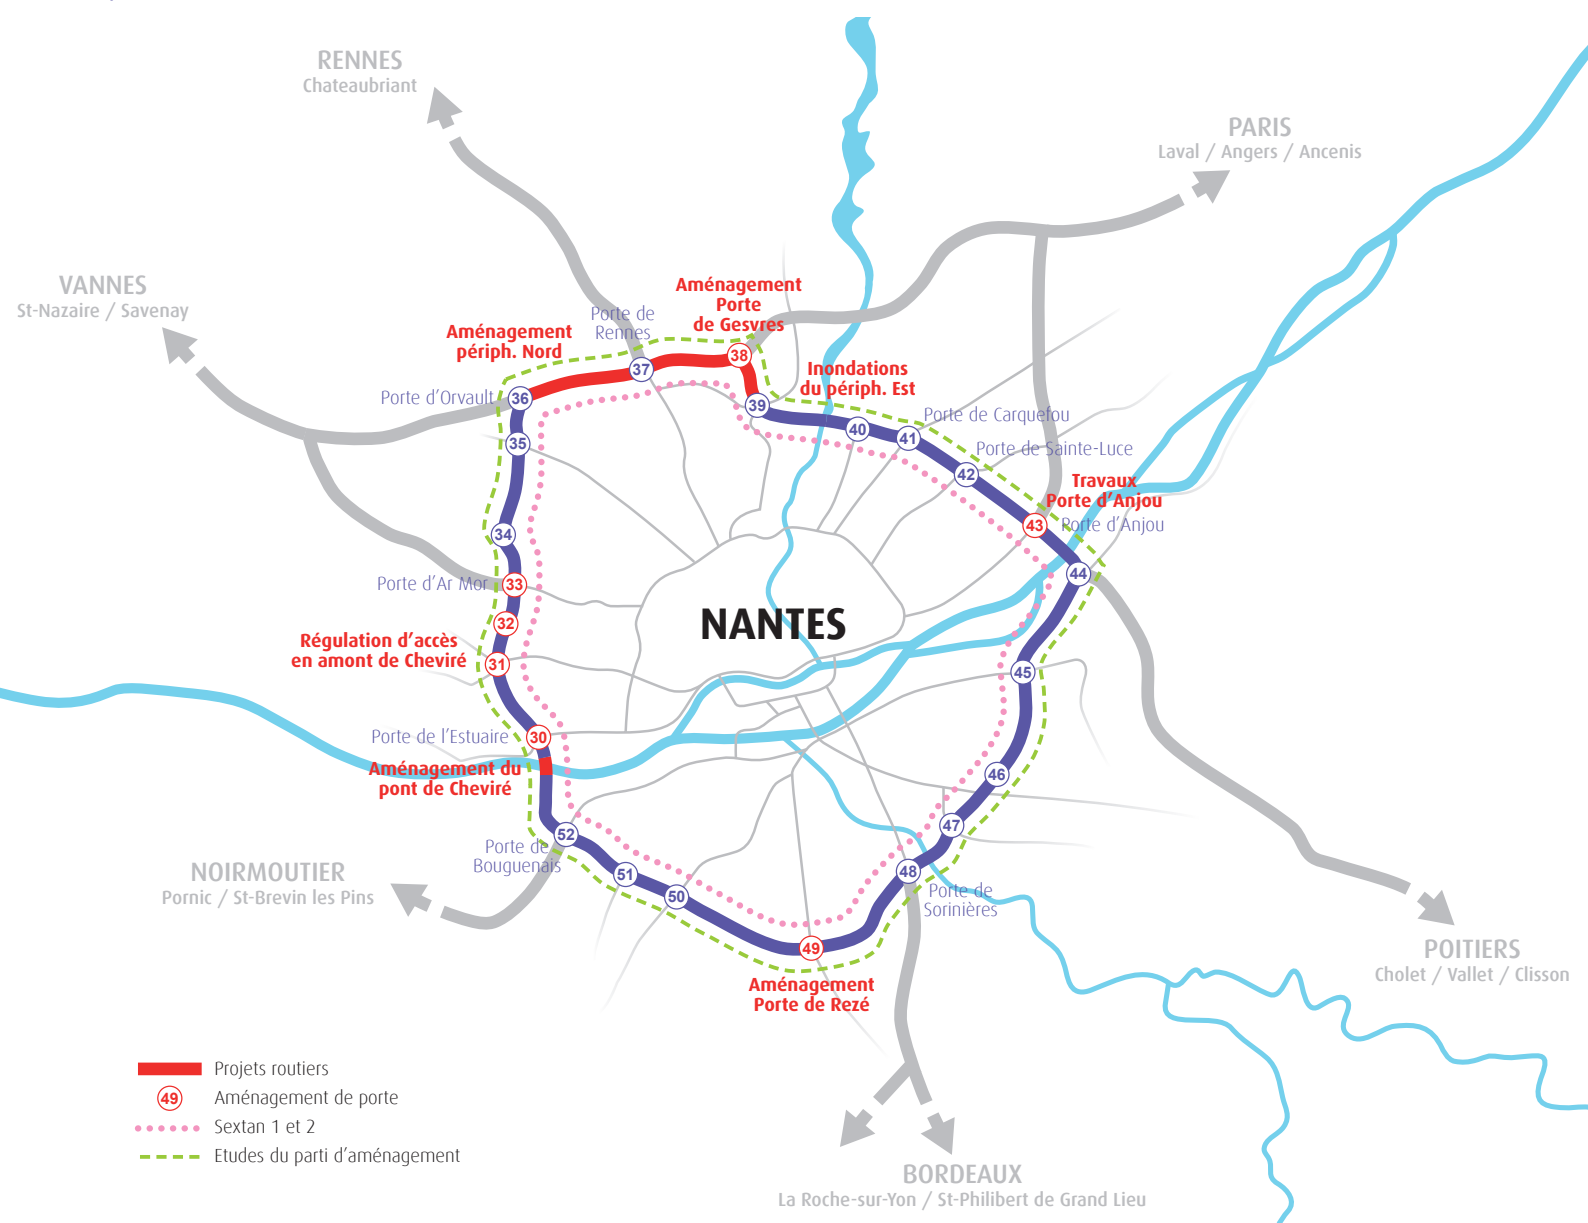 RENNES
Chateaubriant
PARIS
Laval / Angers / Ancenis
VANNES
St-Nazaire / Savenay
Aménagement
Porte
de Gesvres
Porte de
Rennes
Aménagement
périph. Nord
38
37
Inondations
du périph. Est
Porte d'Orvault
36
39
Porte de Carquefou
40
41
35
Porte de Sainte-Luce
42
Travaux
Porte d'Anjou
43
Porte d'Anjou
34
44
Porte d'Ar Mor
33
32
NANTES
Régulation d'accès
en amont de Cheviré
31
45
Porte de l'Estuaire
30
Aménagement du
pont de Cheviré
46
47
52
Porte de
Bouguenais
51
50
48
Porte de
Sorinières
NOIRMOUTIER
Pornic / St-Brevin les Pins
49
Aménagement
Porte de Rezé
POITIERS
Cholet / Vallet / Clisson
Projets routiers
49
Aménagement de porte
Sextan 1 et 2
Etudes du parti d'aménagement
BORDEAUX
La Roche-sur-Yon / St-Philibert de Grand Lieu